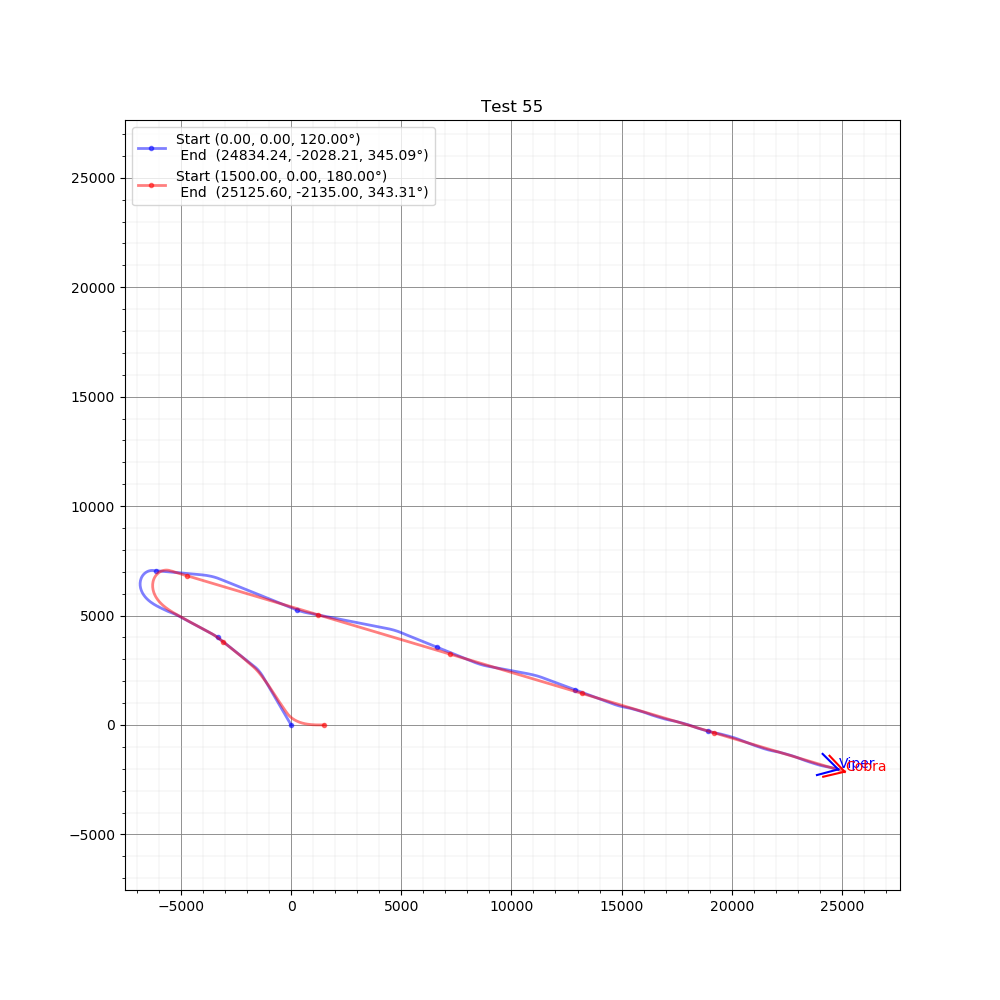 Test 55
Start (0.00, 0.00, 120.00°)
End (24834.24, -2028.21, 345.09°)
Start (1500.00, 0.00, 180.00°)
End (25125.60, -2135.00, 343.31°)
25000
20000
15000
10000
5000
0
−5000
Viper
Cobra
−5000 0 5000 10000 15000 20000 25000